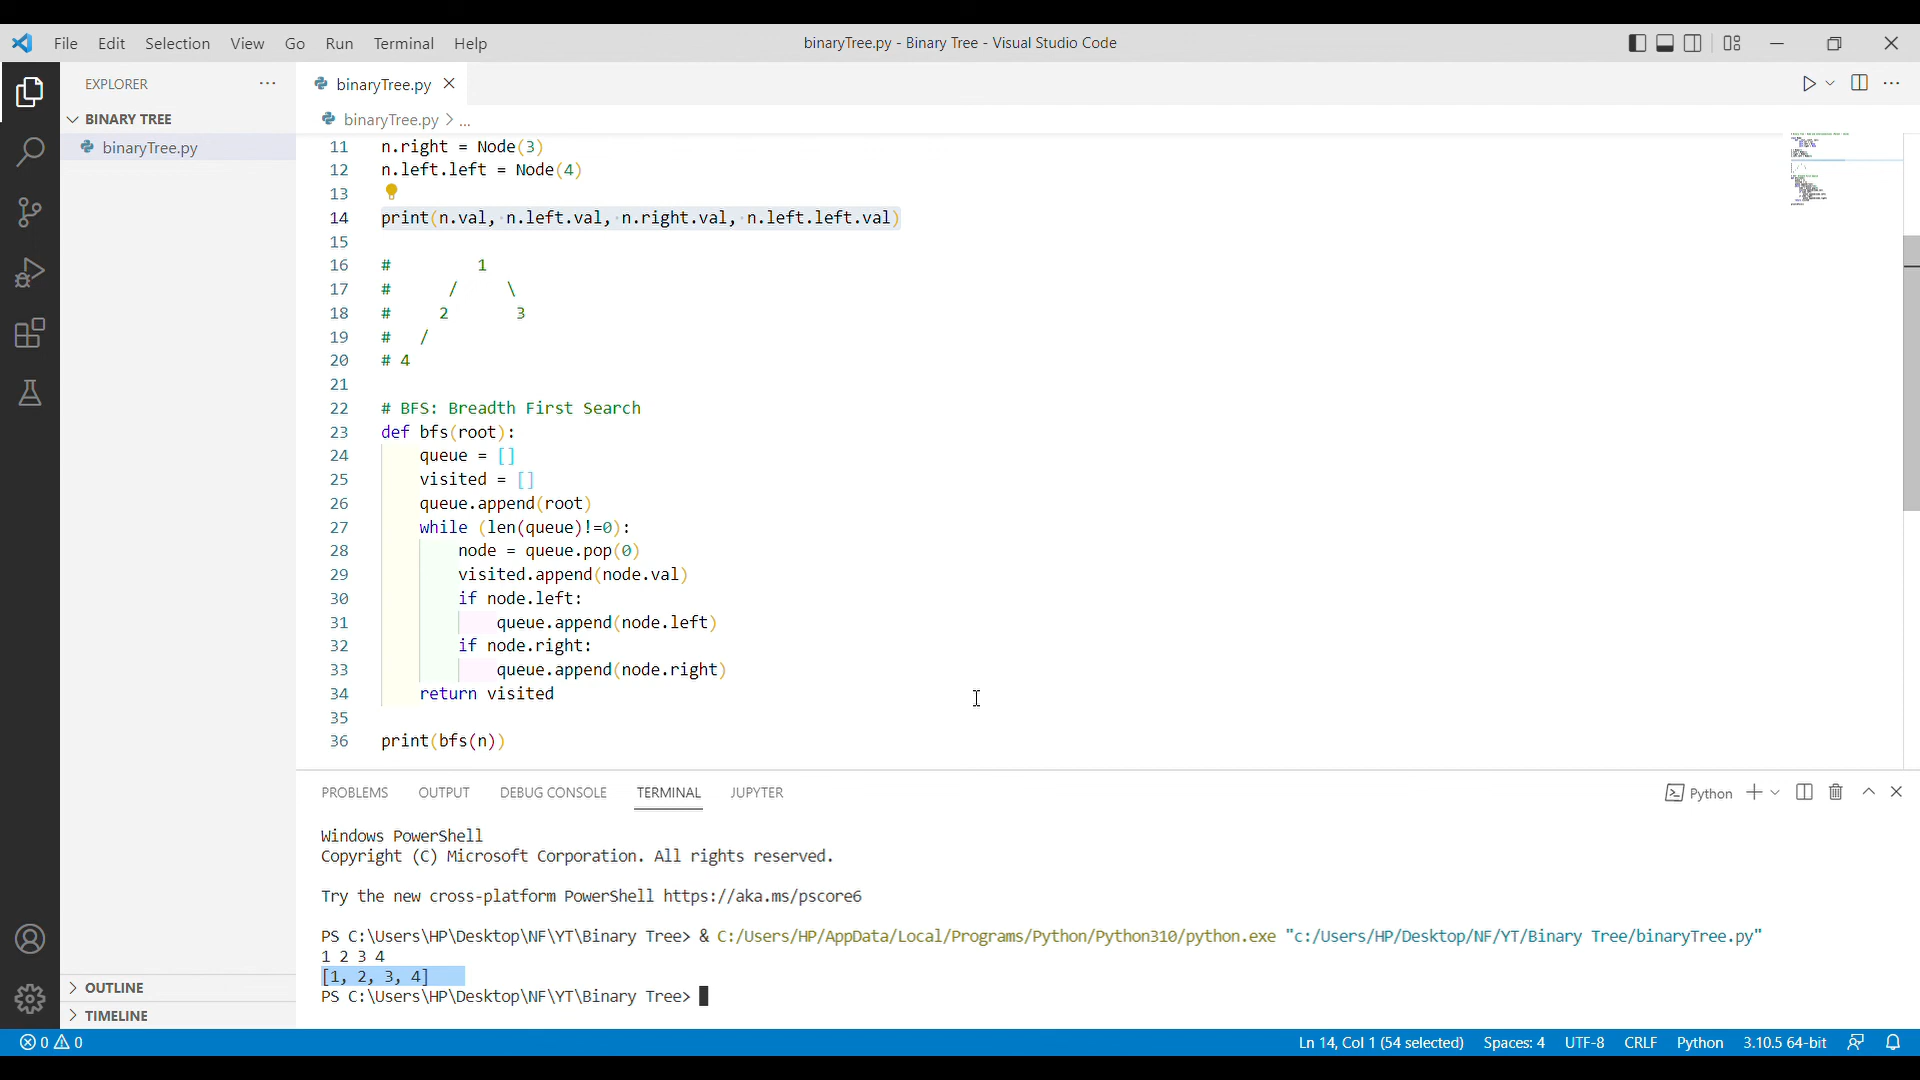 File Edit Selection View Go Run Terminal Help
binaryTree.py - Binary Tree - Visual Studio Code
EXPLORER
BINARY TREE
binaryTree.py
OUTLINE
TIMELINE
binaryTree.py
binaryTree.py > ...
11 n.right = Node(3)
12 n.left.left = Node(4)
13
14 print(n.val, n.left.val, n.right.val, n.left.left.val)
15
16 #          1
17 #      /     \
18 #     2       3
19 #   /
20 # 4
21
22 # BFS: Breadth First Search
23 def bfs(root):
24     queue = []
25     visited = []
26     queue.append(root)
27     while (len(queue)!=0):
28         node = queue.pop(0)
29         visited.append(node.val)
30         if node.left:
31             queue.append(node.left)
32         if node.right:
33             queue.append(node.right)
34     return visited
35
36 print(bfs(n))
PROBLEMS OUTPUT DEBUG CONSOLE TERMINAL JUPYTER
Python
Windows PowerShell
Copyright (C) Microsoft Corporation. All rights reserved.
Try the new cross-platform PowerShell https://aka.ms/pscore6
PS C:\Users\HP\Desktop\NF\YT\Binary Tree> & C:/Users/HP/AppData/Local/Programs/Python/Python310/python.exe "c:/Users/HP/Desktop/NF/YT/Binary Tree/binaryTree.py"
1 2 3 4
[1, 2, 3, 4]
PS C:\Users\HP\Desktop\NF\YT\Binary Tree>
0 0 Ln 14, Col 1 (54 selected) Spaces: 4 UTF-8 CRLF Python 3.10.5 64-bit